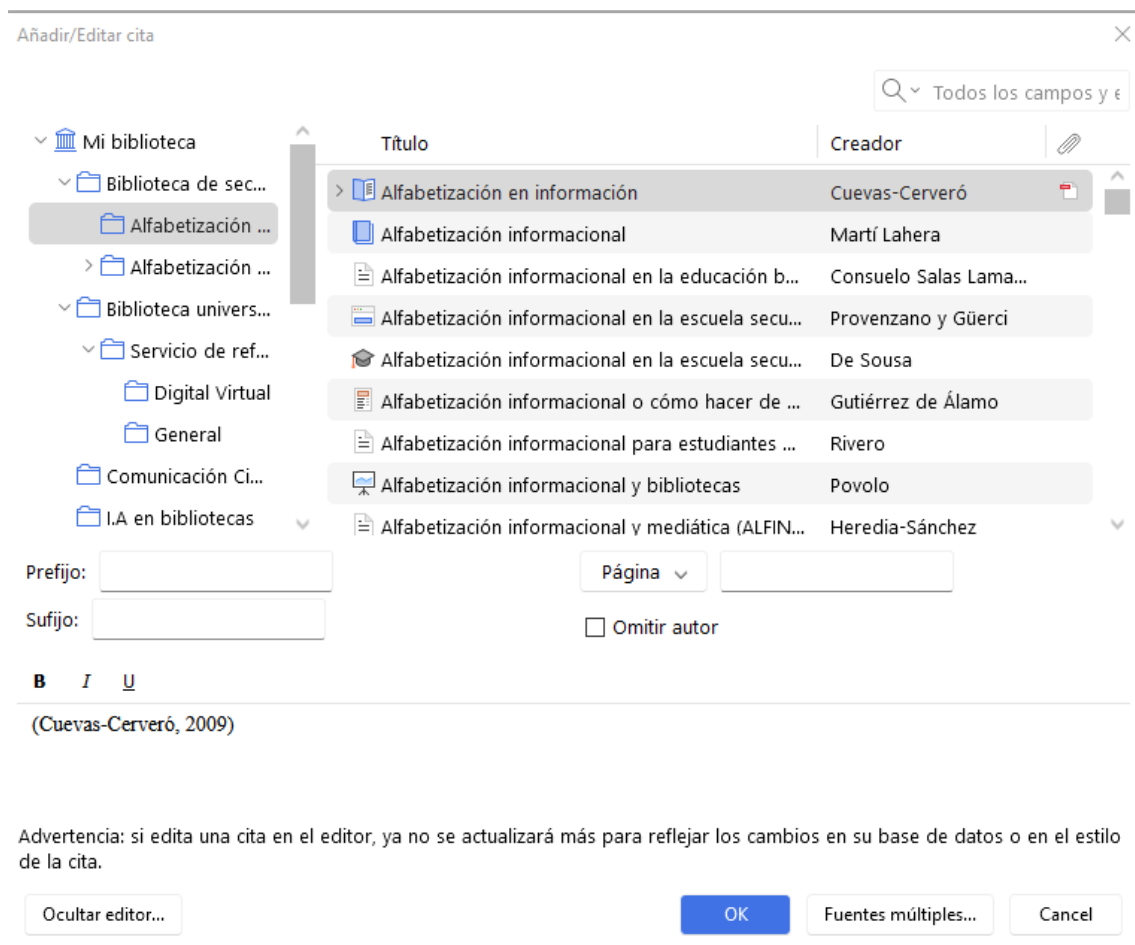 Añadir/Editar cita
Todos los campos y e
Mi biblioteca
Biblioteca de sec...
Alfabetización ...
Alfabetización ...
Biblioteca univers...
Servicio de ref...
Digital Virtual
General
Comunicación Ci...
I.A en bibliotecas
Título Creador
Alfabetización en información Cuevas-Cerveró
Alfabetización informacional Martí Lahera
Alfabetización informacional en la educación b... Consuelo Salas Lama...
Alfabetización informacional en la escuela secu... Provenzano y Güerci
Alfabetización informacional en la escuela secu... De Sousa
Alfabetización informacional o cómo hacer de ... Gutiérrez de Álamo
Alfabetización informacional para estudiantes ... Rivero
Alfabetización informacional y bibliotecas Povolo
Alfabetización informacional y mediática (ALFIN... Heredia-Sánchez
Prefijo: Página
Sufijo: Omitir autor
B I U
(Cuevas-Cerveró, 2009)
Advertencia: si edita una cita en el editor, ya no se actualizará más para reflejar los cambios en su base de datos o en el estilo
de la cita.
Ocultar editor... OK Fuentes múltiples... Cancel